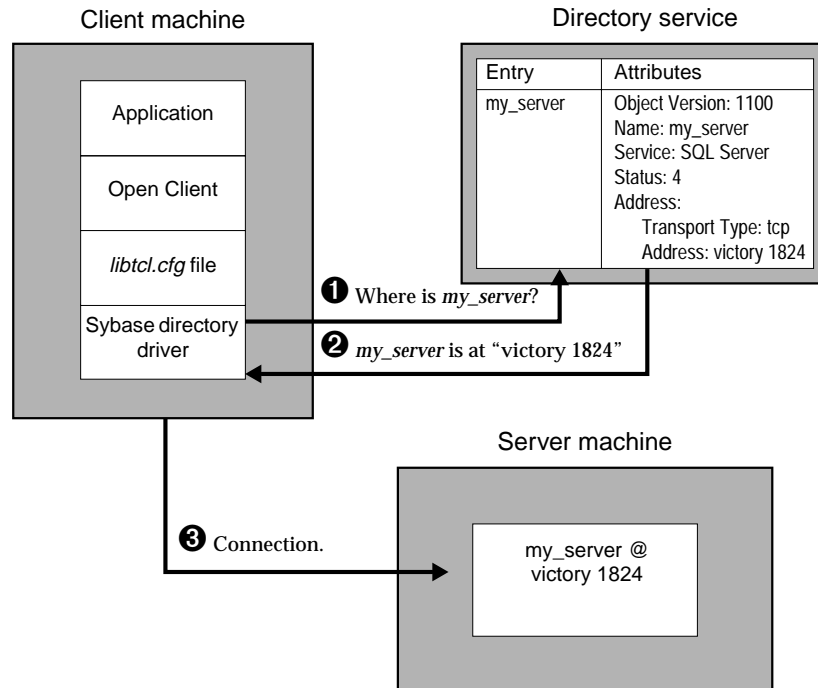 Client machine
Directory service
Application
Open Client
libtcl.cfg file
Sybase directory
driver
Entry
Attributes
my_server
Object Version: 1100
Name: my_server
Service: SQL Server
Status: 4
Address:
Transport Type: tcp
Address: victory 1824
❶ Where is my_server?
❷ my_server is at “victory 1824”
❸ Connection.
Server machine
my_server @
victory 1824